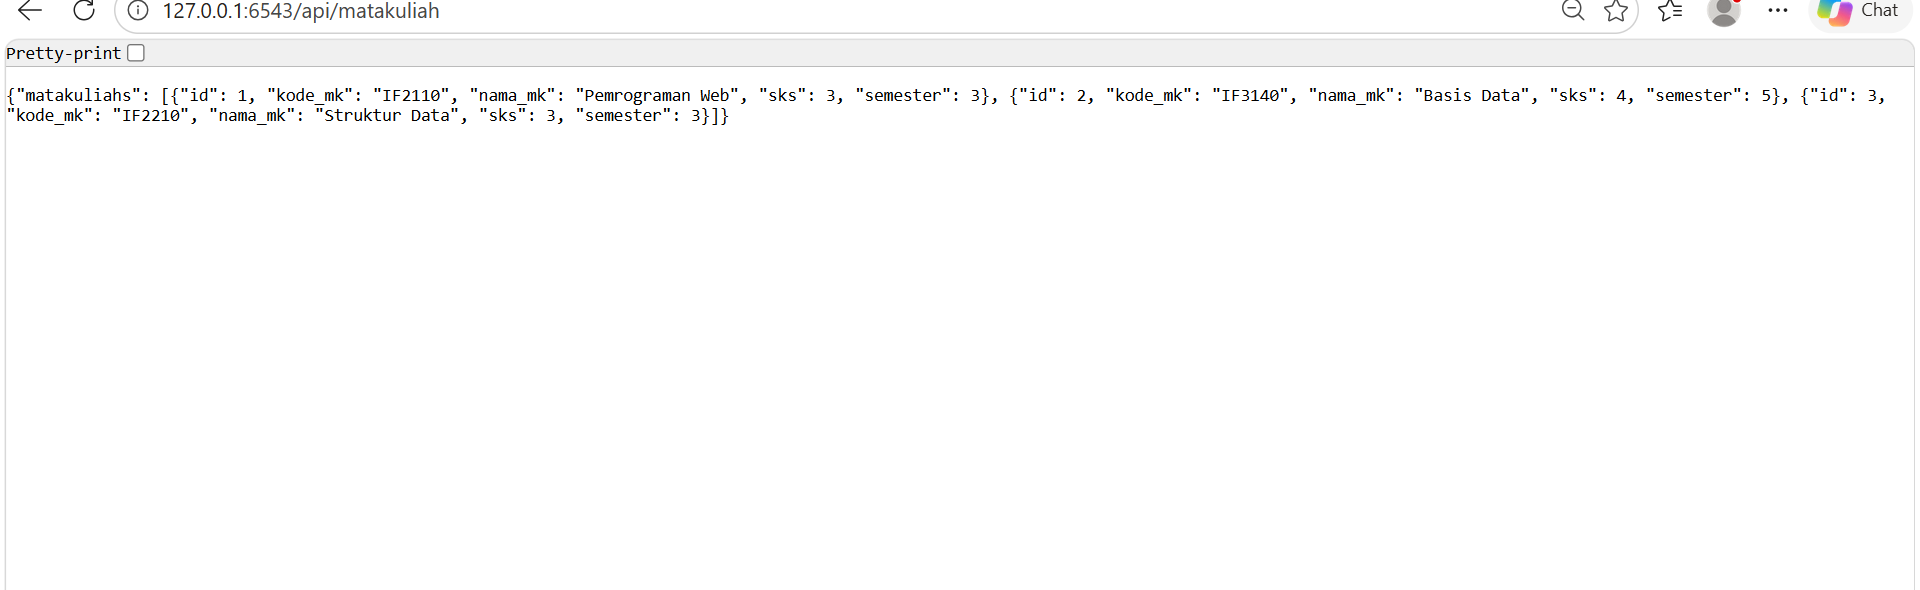 127.0.0.1:6543/api/matakuliah
Chat
Pretty-print
{"matakuliahs": [{"id": 1, "kode_mk": "IF2110", "nama_mk": "Pemrograman Web", "sks": 3, "semester": 3}, {"id": 2, "kode_mk": "IF3140", "nama_mk": "Basis Data", "sks": 4, "semester": 5}, {"id": 3,
"kode_mk": "IF2210", "nama_mk": "Struktur Data", "sks": 3, "semester": 3}]}